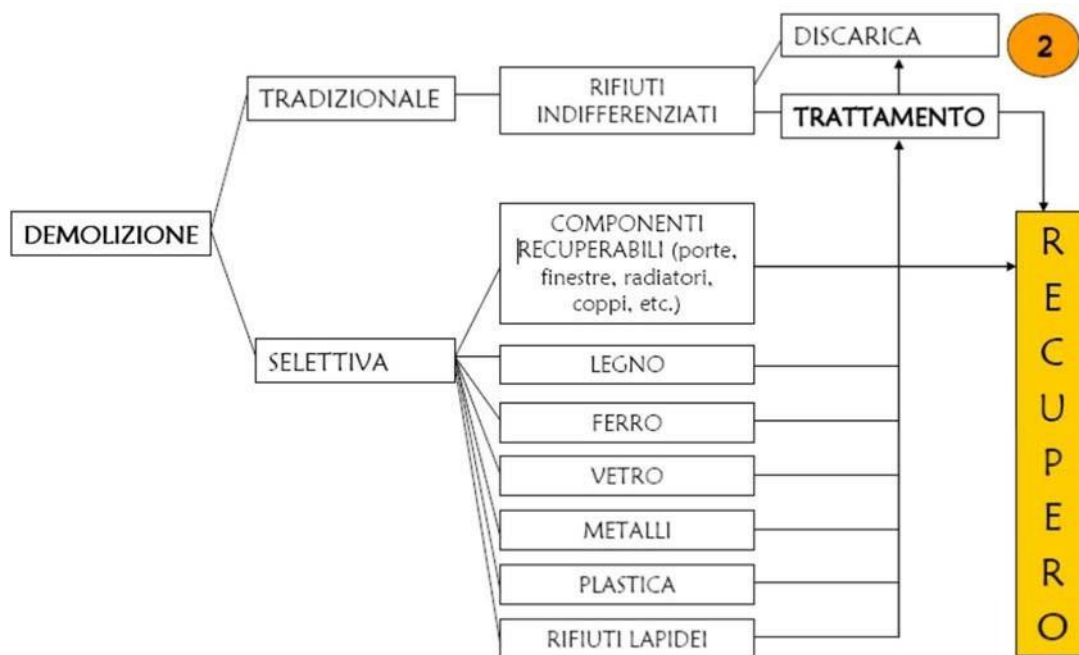 DISCARICA
2
TRADIZIONALE
RIFIUTI
INDIFFERENZIATI
TRATTAMENTO
DEMOLIZIONE
COMPONENTI
RECUPERABILI (porte,
finestre, radiatori,
coppi, etc.)
SELETTIVA
LEGNO
FERRO
VETRO
METALLI
PLASTICA
RIFIUTI LAPIDEI
RECUPERO